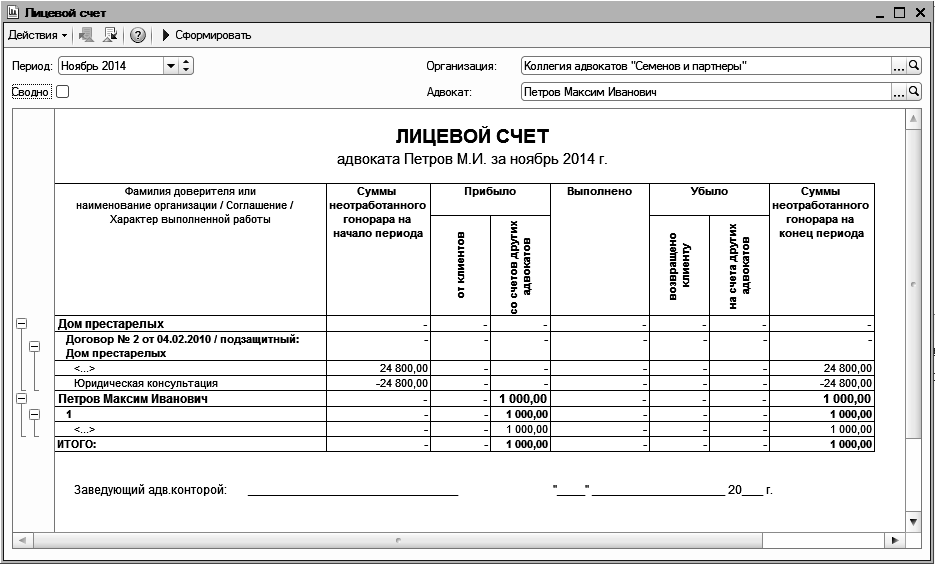 Лицевой счет
Действия Сформировать
Период: Ноябрь 2014 Организация: Коллегия адвокатов "Семенов и партнеры"
Сводно Адвокат: Петров Максим Иванович
ЛИЦЕВОЙ СЧЕТ
адвоката Петров М.И. за ноябрь 2014 г.
Фамилия доверителя или
наименование организации / Соглашение /
Характер выполненной работы
Суммы
неотработанного
гонорара на
начало периода
Прибыло
от клиентов
со счетов других
адвокатов
Выполнено
Убыло
возвращено
клиенту
на счета других
адвокатов
Суммы
неотработанного
гонорара на
конец периода
Дом престарелых - - - - - - -
Договор № 2 от 04.02.2010 / подзащитный: - - - - - - -
Дом престарелых
<...> 24 800,00 - - - - - 24 800,00
Юридическая консультация -24 800,00 - - - - - -24 800,00
Петров Максим Иванович - - 1 000,00 - - - 1 000,00
1 - - 1 000,00 - - - 1 000,00
<...> - - 1 000,00 - - - 1 000,00
ИТОГО: - - 1 000,00 - - - 1 000,00
Заведующий адв.конторой: ____________________ "____" ____________________ 20___ г.